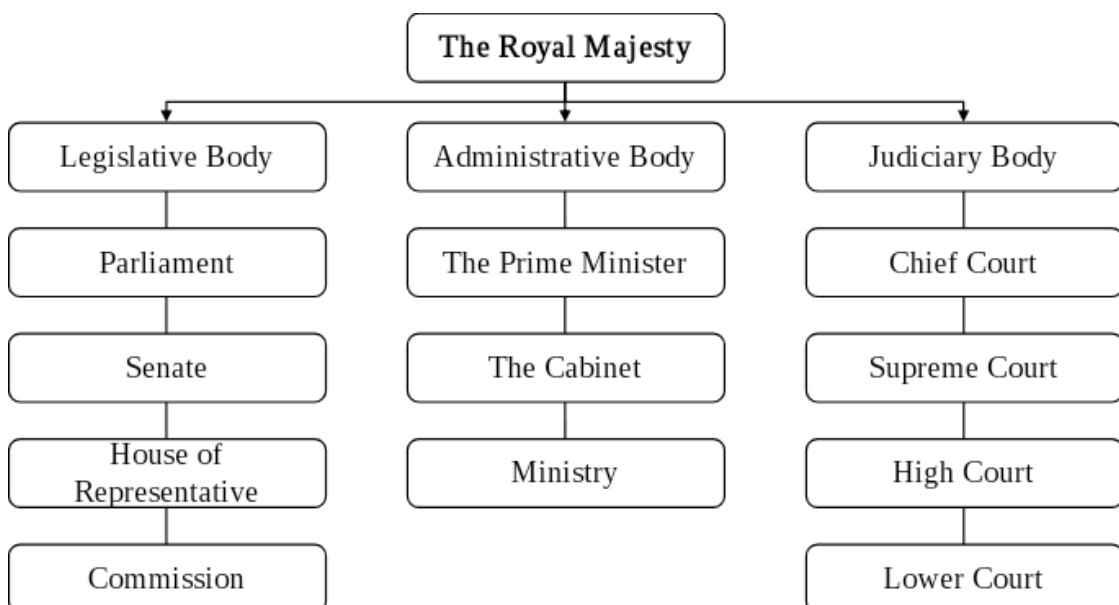 The Royal Majesty
Legislative Body
Administrative Body
Judiciary Body
Parliament
The Prime Minister
Chief Court
Senate
The Cabinet
Supreme Court
House of
Representative
Ministry
High Court
Commission
Lower Court